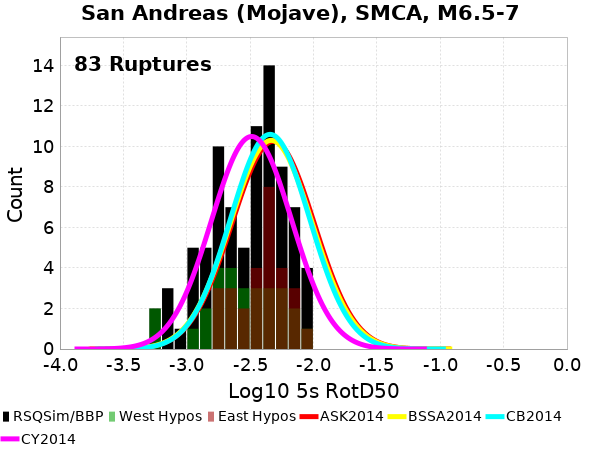 San Andreas (Mojave), SMCA, M6.5-7
83 Ruptures
Count
14
12
10
8
6
4
2
0
-4.0 -3.5 -3.0 -2.5 -2.0 -1.5 -1.0 -0.5 0.0
Log10 5s RotD50
RSQSim/BBP West Hypos East Hypos ASK2014 BSSA2014 CB2014
CY2014